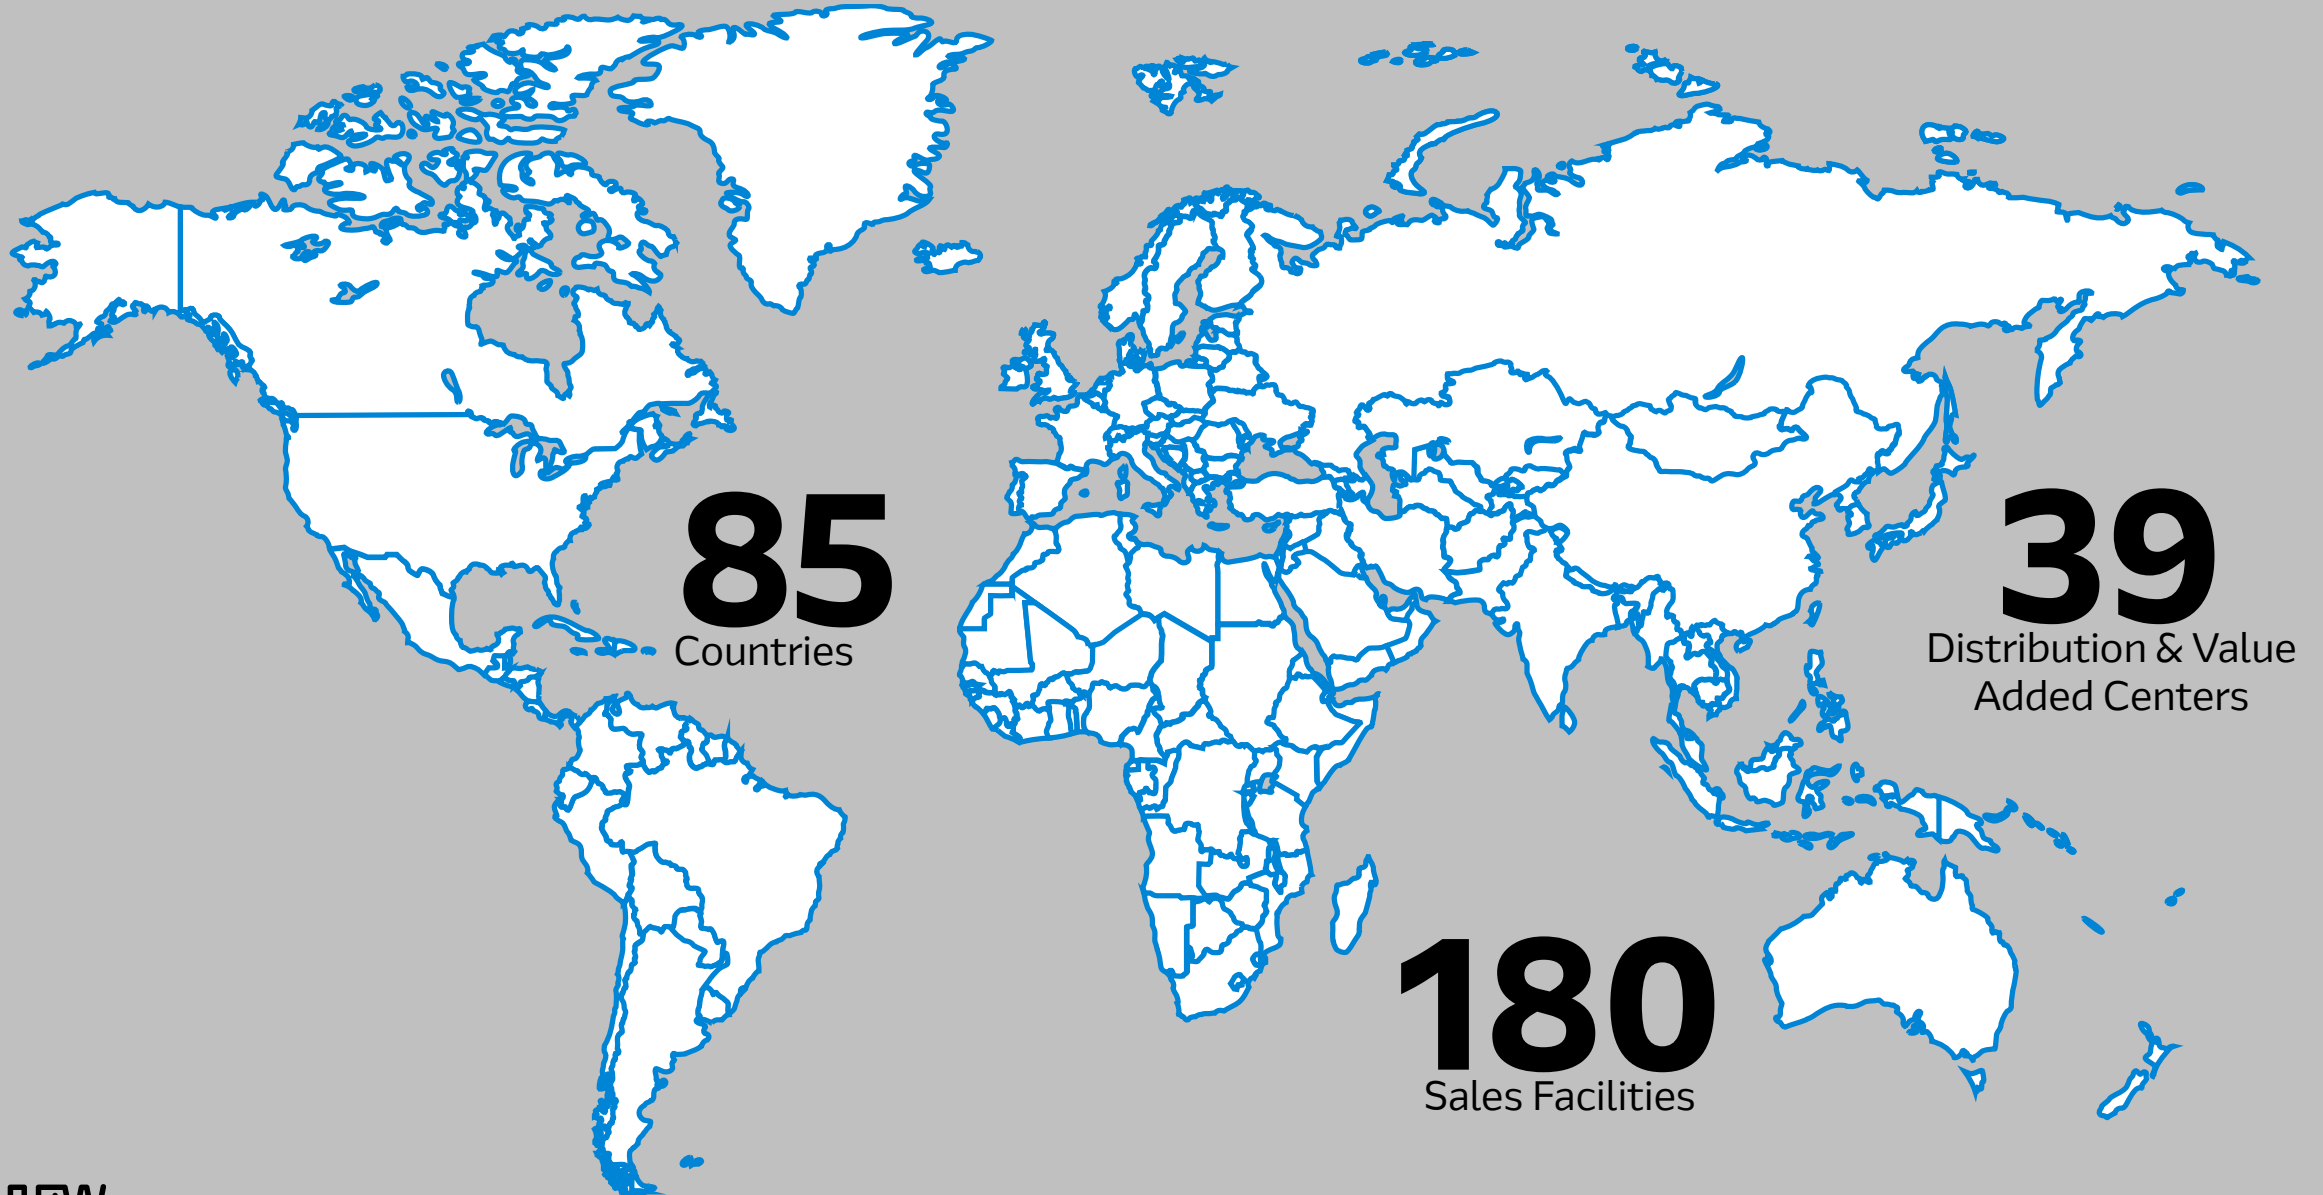 85
Countries
39
Distribution & Value
Added Centers
180
Sales Facilities